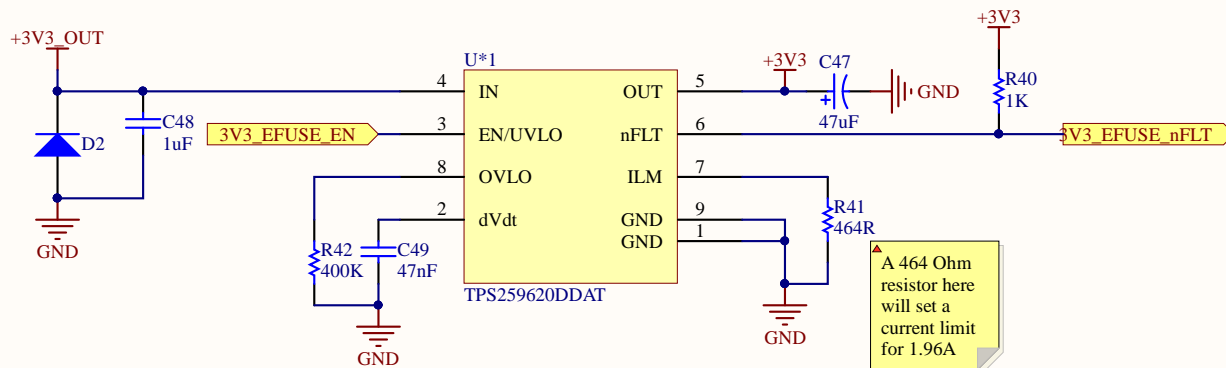 +3V3_OUT
D2
C48
1uF
GND
3V3_EFUSE_EN
R42
400K
C49
47nF
GND
U*1
4
IN
3
EN/UVLO
8
OVLO
2
dVdt
OUT
5
nFLT
6
ILM
7
GND
9
GND
1
TPS259620DDAT
+3V3
C47
+
47uF
GND
+3V3
R40
1K
3V3_EFUSE_nFLT
R41
464R
GND
A 464 Ohm
resistor here
will set a
current limit
for 1.96A